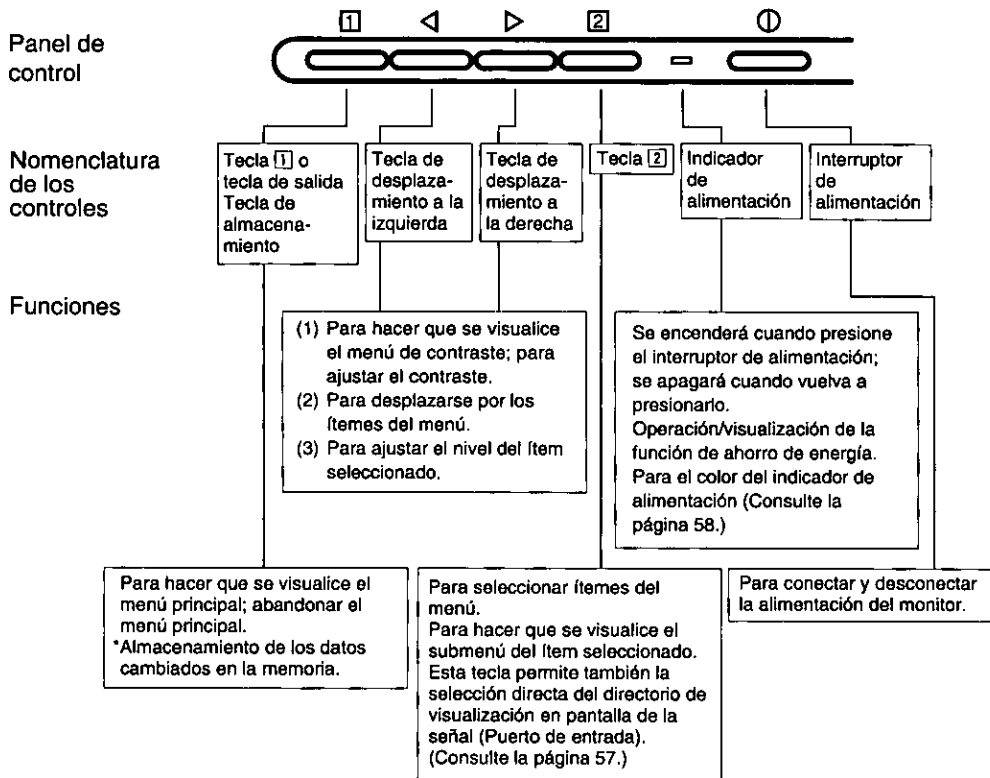 1 ◁ ▷ 2
Panel de
control
Nomenclatura
de los
controles
Tecla 1 o
tecla de salida
Tecla de
almacena-
miento
Tecla de
desplaza-
miento a la
izquierda
Tecla de
desplaza-
miento a
la derecha
Tecla 2
Indicador
de
alimentación
Interruptor
de
alimentación
Funciones
(1) Para hacer que se visualice
el menú de contraste; para
ajustar el contraste.
(2) Para desplazarse por los
ítemes del menú.
(3) Para ajustar el nivel del ítem
seleccionado.
Se encenderá cuando presione
el interruptor de alimentación;
se apagará cuando vuelva a
presionarlo.
Operación/visualización de la
función de ahorro de energía.
Para el color del indicador de
alimentación (Consulte la
página 58.)
Para hacer que se visualice el
menú principal; abandonar el
menú principal.
*Almacenamiento de los datos
cambiados en la memoria.
Para seleccionar ítemes del
menú.
Para hacer que se visualice el
submenú del ítem seleccionado.
Esta tecla permite también la
selección directa del directorio de
visualización en pantalla de la
señal (Puerto de entrada).
(Consulte la página 57.)
Para conectar y desconectar
la alimentación del monitor.